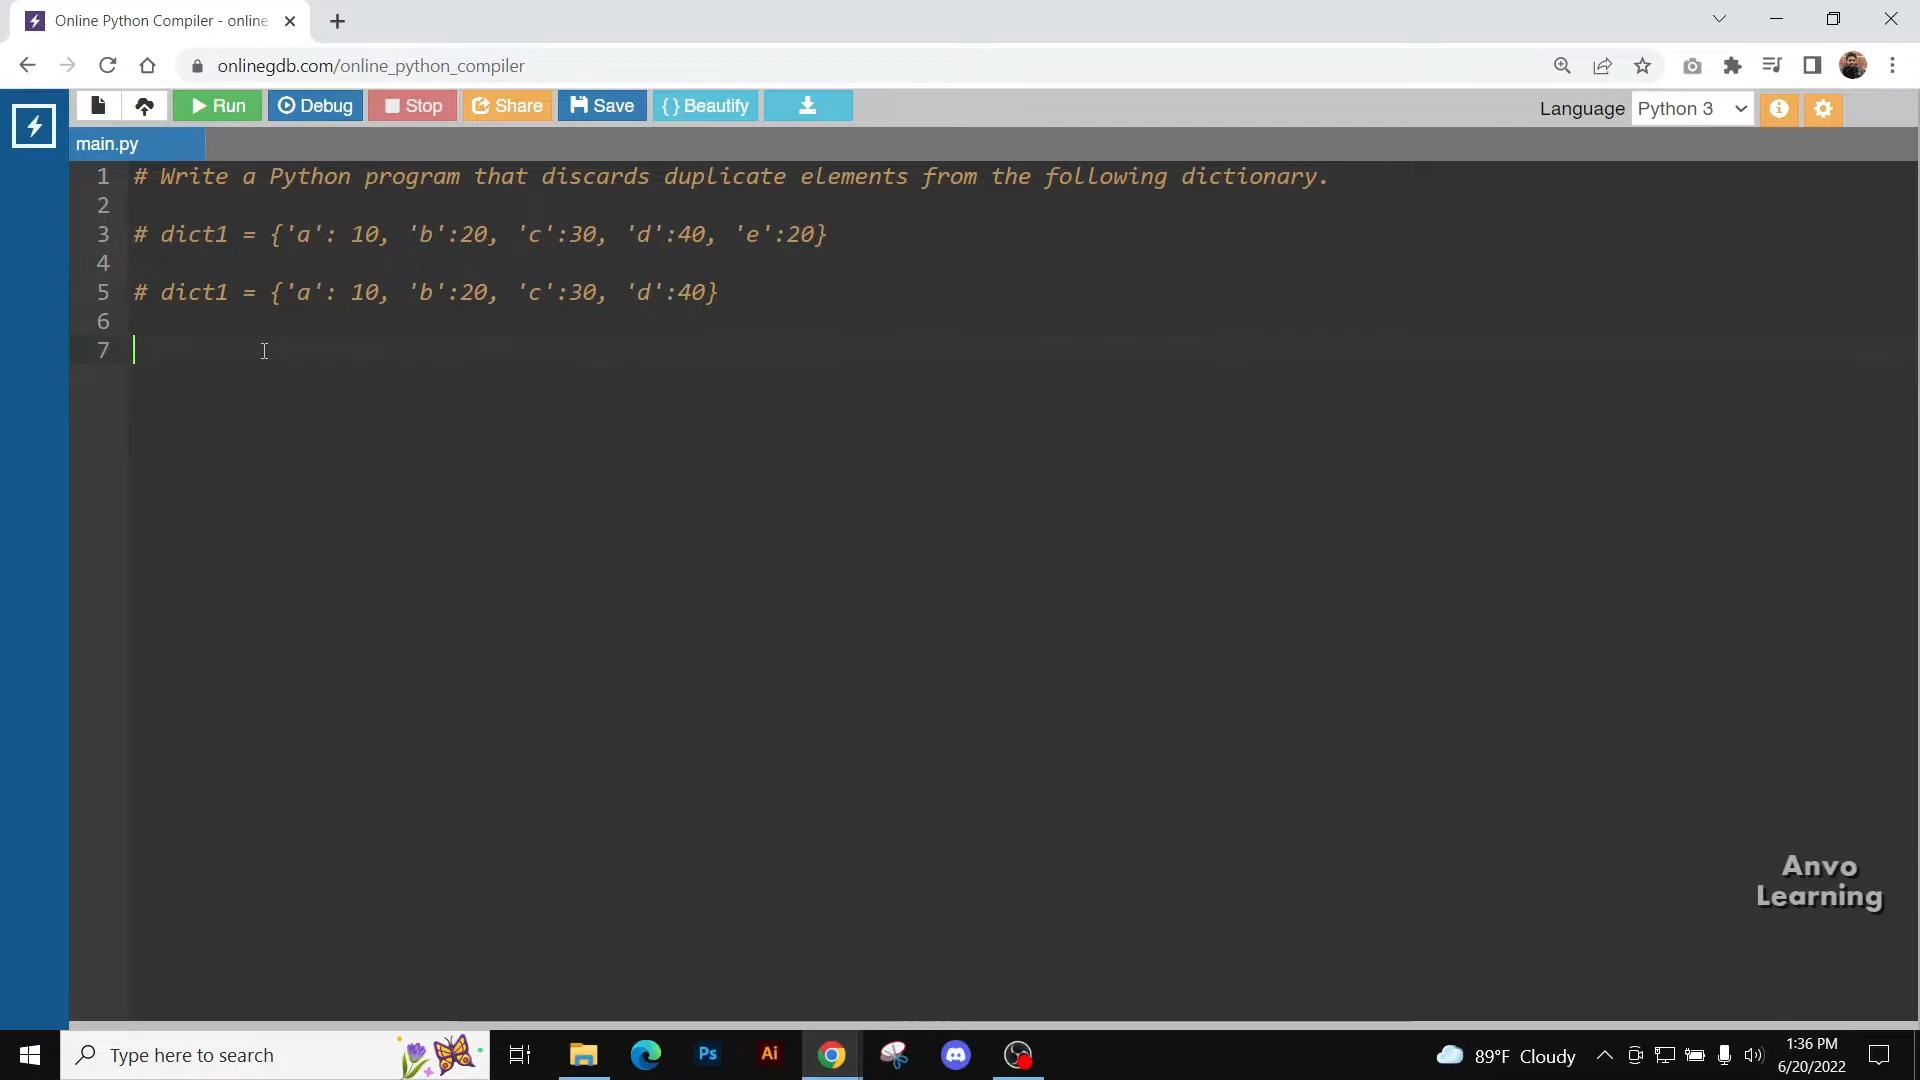 Online Python Compiler - online
onlinegdb.com/online_python_compiler
Run Debug Stop Share Save { } Beautify
Language Python 3
main.py
1 # Write a Python program that discards duplicate elements from the following dictionary.
2
3 # dict1 = {'a': 10, 'b':20, 'c':30, 'd':40, 'e':20}
4
5 # dict1 = {'a': 10, 'b':20, 'c':30, 'd':40}
6
7
Anvo
Learning
Type here to search
Ps
Ai
89°F Cloudy
1:36 PM
6/20/2022